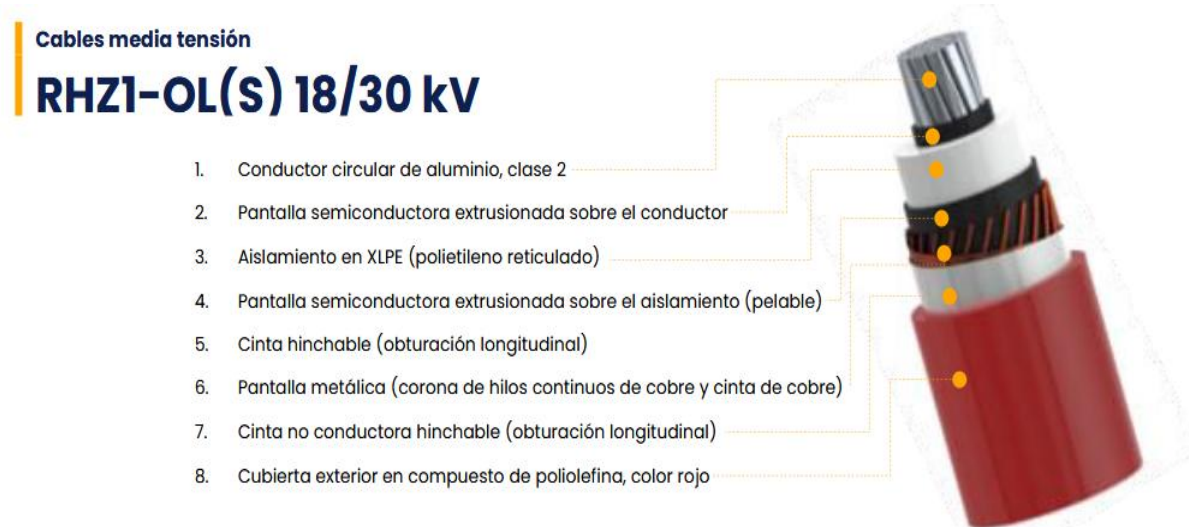 Cables media tensión
RHZ1-OL(S) 18/30 kV
1. Conductor circular de aluminio, clase 2
2. Pantalla semiconductora extrusionada sobre el conductor
3. Aislamiento en XLPE (polietileno reticulado)
4. Pantalla semiconductora extrusionada sobre el aislamiento (pelable)
5. Cinta hinchable (obturación longitudinal)
6. Pantalla metálica (corona de hilos continuos de cobre y cinta de cobre)
7. Cinta no conductora hinchable (obturación longitudinal)
8. Cubierta exterior en compuesto de poliolefina, color rojo